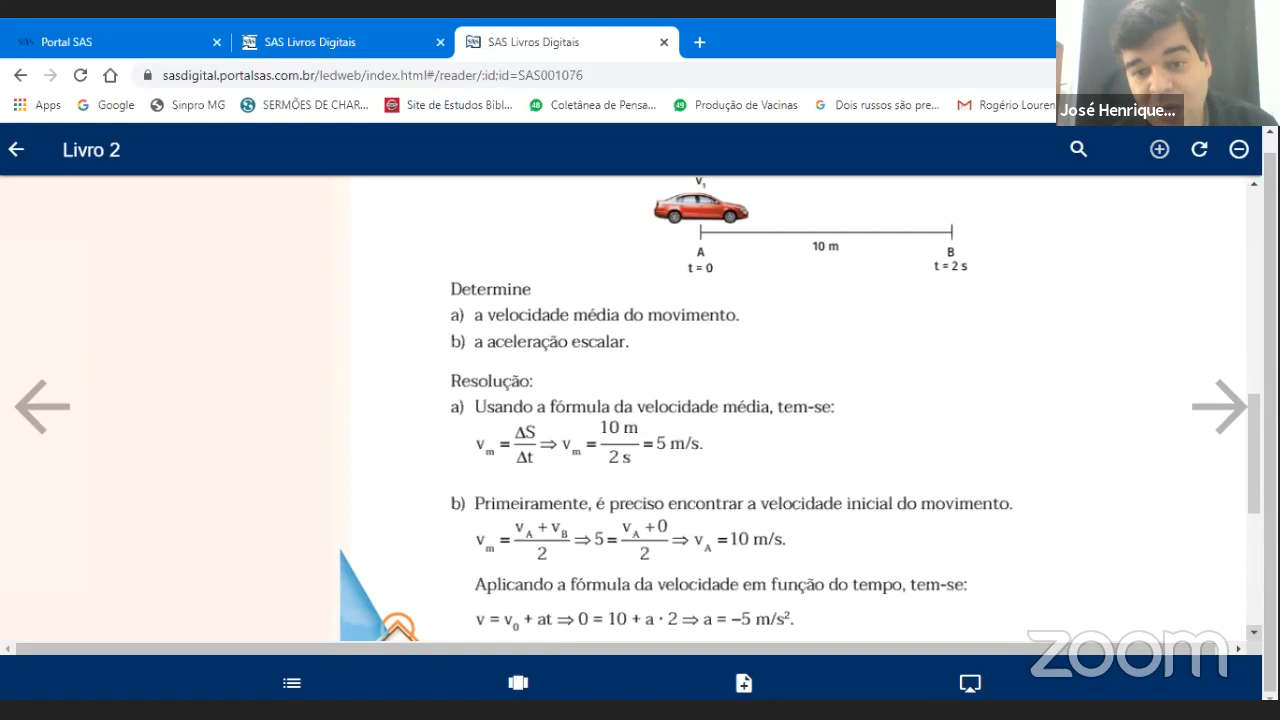 Portal SAS
SAS Livros Digitais
SAS Livros Digitais
sasdigital.portalsas.com.br/ledweb/index.html#/reader/:id:id=SAS001076
Apps Google Sinpro MG SERMÕES DE CHAR... Site de Estudos Bibl... Coletânea de Pensa... Produção de Vacinas Dois russos são pre... Rogério Louren
José Henrique...
Livro 2
v₁
10 m
A B
t = 0 t = 2 s
Determine
a) a velocidade média do movimento.
b) a aceleração escalar.
Resolução:
a) Usando a fórmula da velocidade média, tem-se:
vₘ = ΔS/Δt ⇒ vₘ = 10 m/2 s = 5 m/s.
b) Primeiramente, é preciso encontrar a velocidade inicial do movimento.
v_m = (v_A + v_B)/2 ⇒ 5 = (v_A + 0)/2 ⇒ v_A = 10 m/s.
Aplicando a fórmula da velocidade em função do tempo, tem-se:
v = v₀ + at ⇒ 0 = 10 + a · 2 ⇒ a = –5 m/s².
zoom